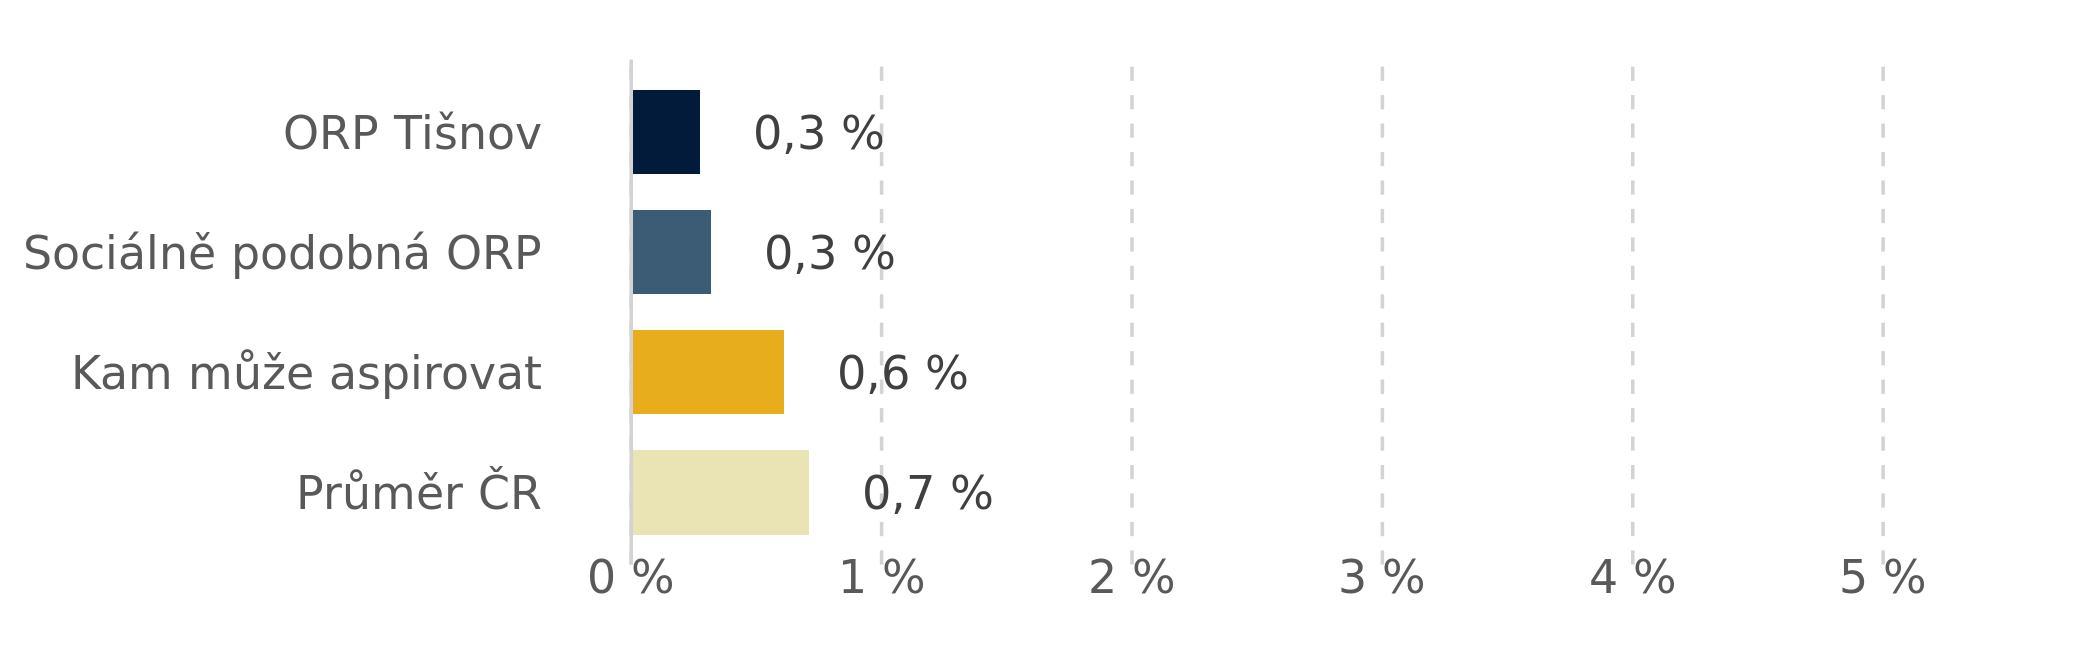 ORP Tišnov 0,3 %
Sociálně podobná ORP 0,3 %
Kam může aspirovat 0,6 %
Průměr ČR 0,7 %
0 % 1 % 2 % 3 % 4 % 5 %